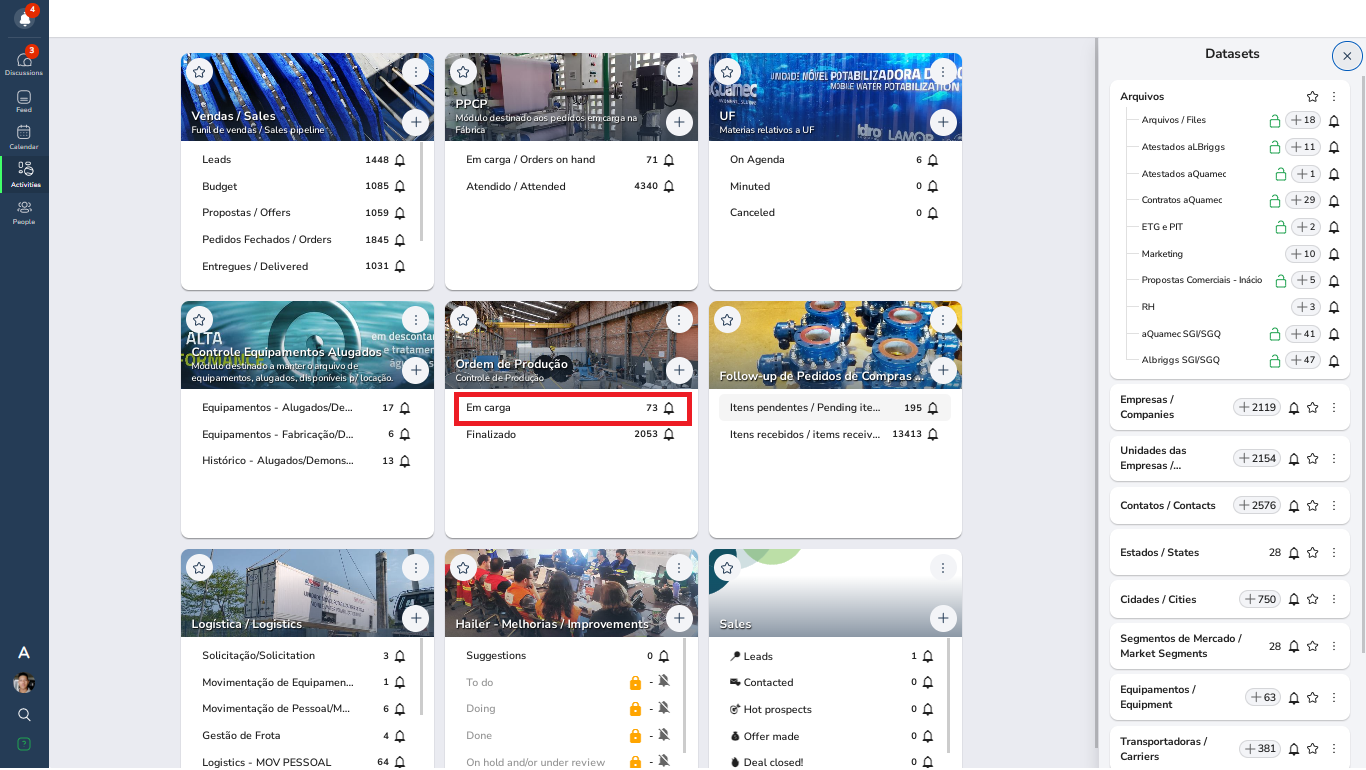 4
3
Discussions
Feed
Calendar
Activities
People
A
Vendas / Sales
Funil de vendas / Sales pipeline
Leads 1448
Budget 1085
Propostas / Offers 1059
Pedidos Fechados / Orders 1845
Entregues / Delivered 1031
PPCP
Módulo destinado aos pedidos em carga na
Fábrica
Em carga / Orders on hand 71
Atendido / Attended 4340
UNIDADE MÓVEL POTABILIZADORA
MOBILE WATER POTABILIZATION
UF
Materias relativos a UF
On Agenda 6
Minuted 0
Canceled 0
ALTA
em descontam
e tratamen
Controle Equipamentos Alugados
Módulo destinado a manter o arquivo de
equipamentos, alugados, disponíveis p/ locação.
Equipamentos - Alugados/De... 17
Equipamentos - Fabricação/D... 6
Histórico - Alugados/Demons... 13
Ordem de Produção
Controle de Produção
Em carga 73
Finalizado 2053
Follow-up de Pedidos de Compras ...
Itens pendentes / Pending ite... 195
Itens recebidos / items receiv... 13413
Logística / Logistics
Solicitação/Solicitation 3
Movimentação de Equipamen... 1
Movimentação de Pessoal/M... 6
Gestão de Frota 4
Logistics - MOV PESSOAL 64
Hailer - Melhorias / Improvements
Suggestions 0
To do -
Doing -
Done -
On hold and/or under review -
Sales
Leads 1
Contacted 0
Hot prospects 0
Offer made 0
Deal closed! 0
Datasets
Arquivos
Arquivos / Files 18
Atestados aLBriggs 11
Atestados aQuamec 1
Contratos aQuamec 29
ETG e PIT 2
Marketing 10
Propostas Comerciais - Inácio 5
RH 3
aQuamec SGI/SGQ 41
Albriggs SGI/SGQ 47
Empresas /
Companies 2119
Unidades das
Empresas /... 2154
Contatos / Contacts 2576
Estados / States 28
Cidades / Cities 750
Segmentos de Mercado /
Market Segments 28
Equipamentos /
Equipment 63
Transportadoras /
Carriers 381